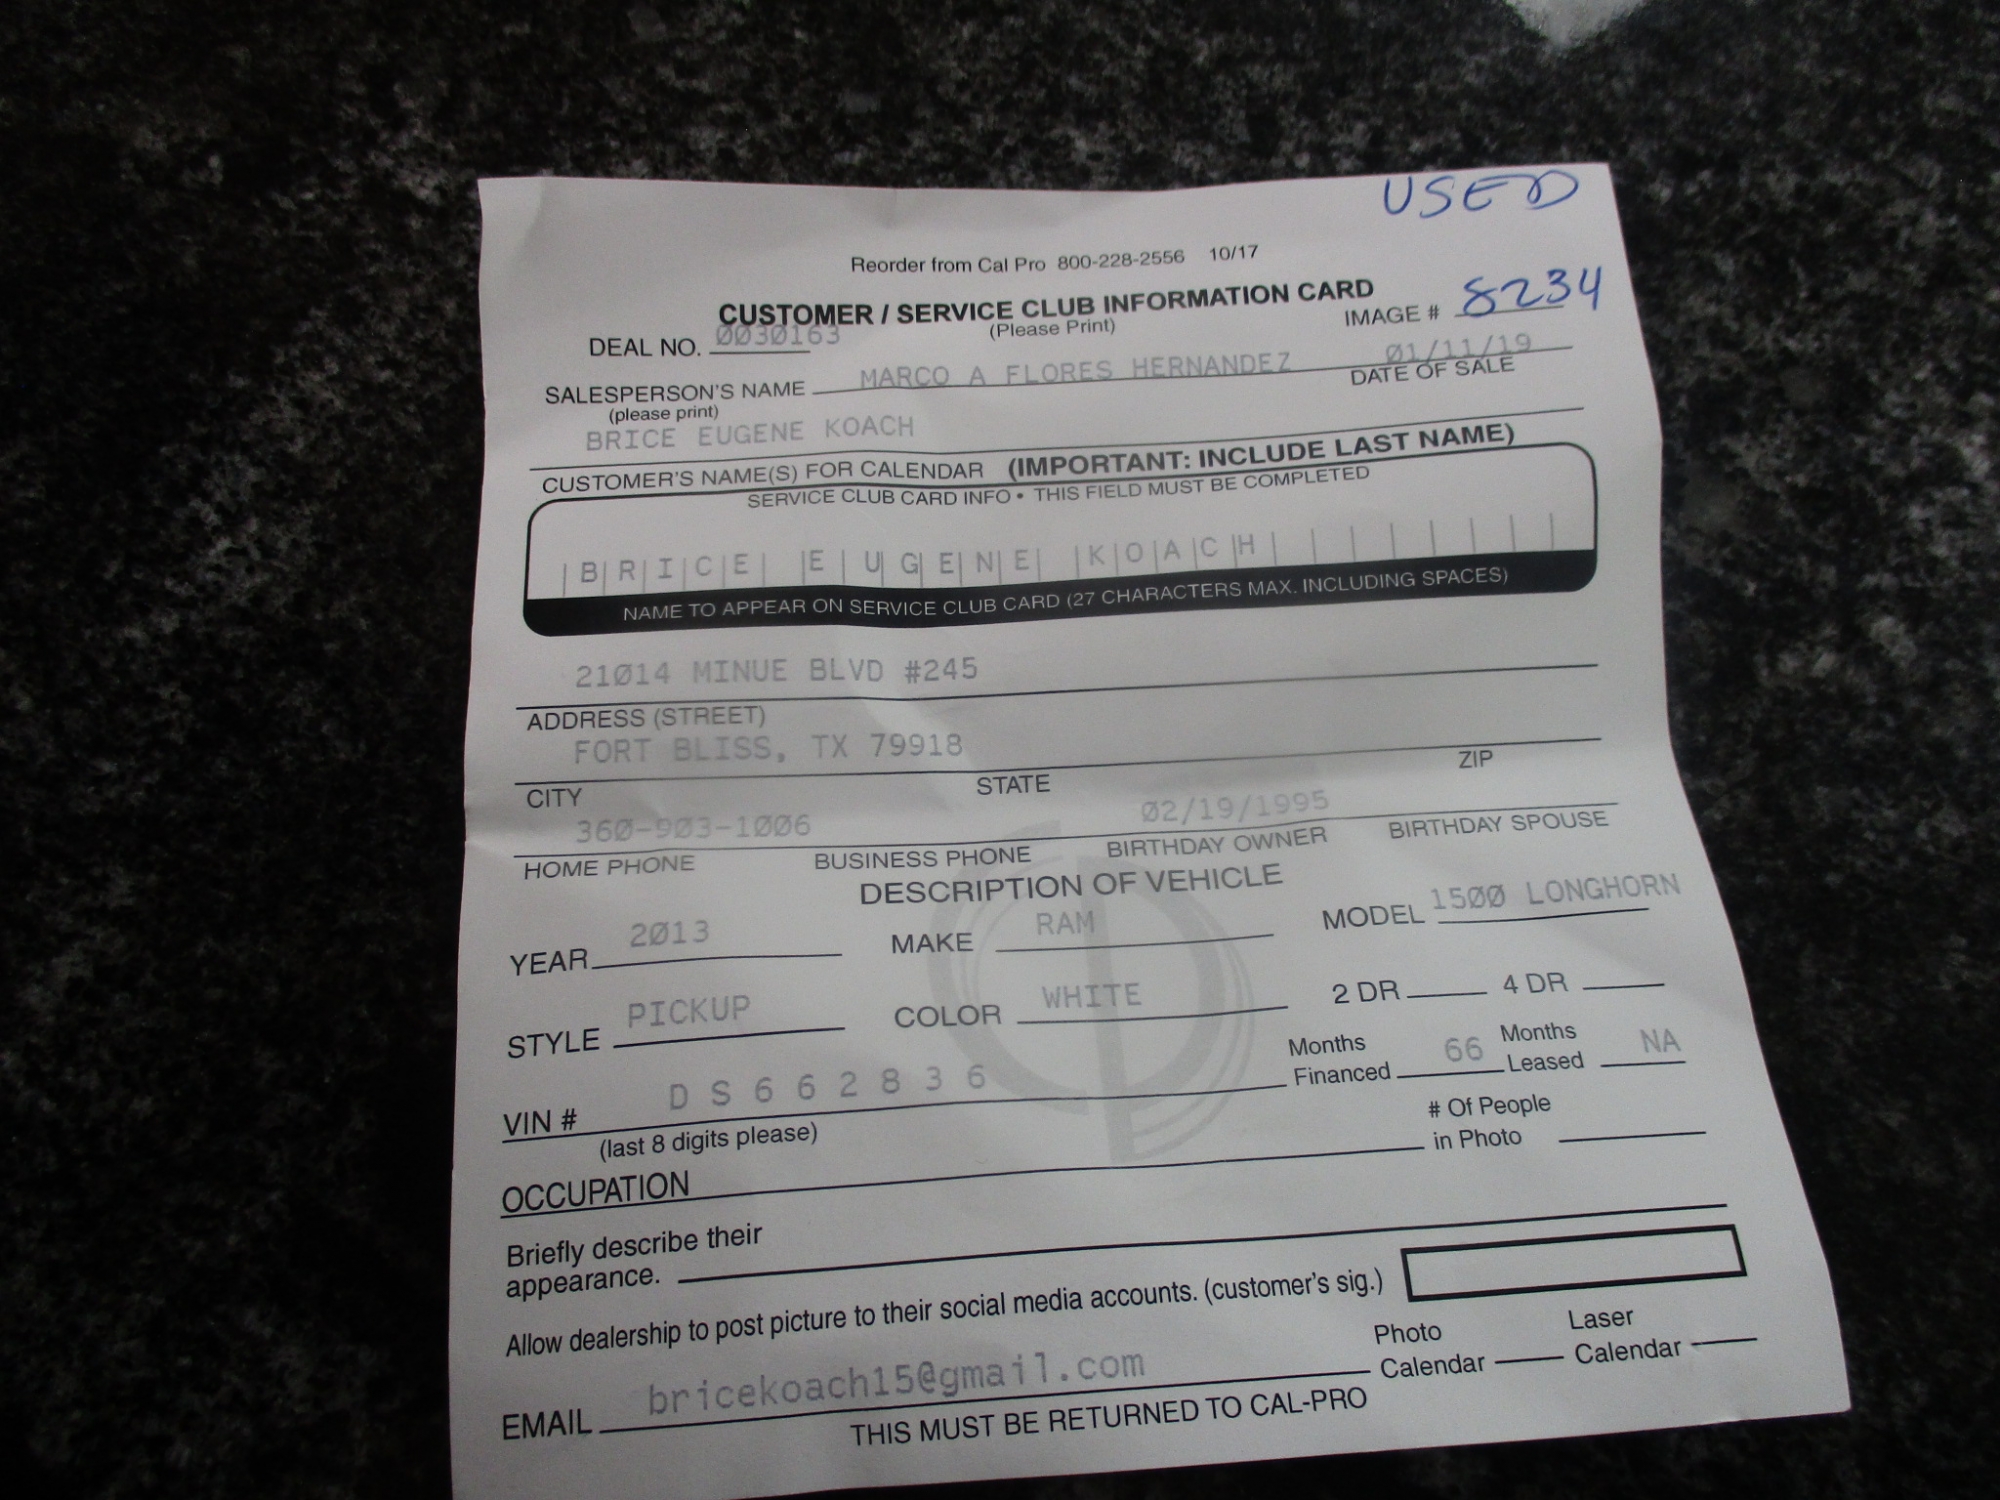 USED
Reorder from Cal Pro 800-228-2556 10/17
CUSTOMER / SERVICE CLUB INFORMATION CARD
(Please Print)
IMAGE # 8234
DEAL NO. 0030163
SALESPERSON'S NAME MARCO A FLORES HERNANDEZ 01/11/19
(please print) DATE OF SALE
BRICE EUGENE KOACH
CUSTOMER'S NAME(S) FOR CALENDAR (IMPORTANT: INCLUDE LAST NAME)
SERVICE CLUB CARD INFO • THIS FIELD MUST BE COMPLETED
BRICE EUGENE KOACH
NAME TO APPEAR ON SERVICE CLUB CARD (27 CHARACTERS MAX. INCLUDING SPACES)
21014 MINUE BLVD #245
ADDRESS (STREET)
FORT BLISS, TX 79918
CITY STATE ZIP
360-903-1006 02/19/1995
HOME PHONE BUSINESS PHONE BIRTHDAY OWNER BIRTHDAY SPOUSE
DESCRIPTION OF VEHICLE
YEAR 2013 MAKE RAM MODEL 1500 LONGHORN
STYLE PICKUP COLOR WHITE 2 DR 4 DR
VIN # D S 6 6 2 8 3 6 Months Financed 66 Months Leased NA
(last 8 digits please)
# Of People in Photo
OCCUPATION
Briefly describe their
appearance.
Allow dealership to post picture to their social media accounts. (customer's sig.)
Photo Calendar Laser Calendar
EMAIL bricekoach15@gmail.com
THIS MUST BE RETURNED TO CAL-PRO